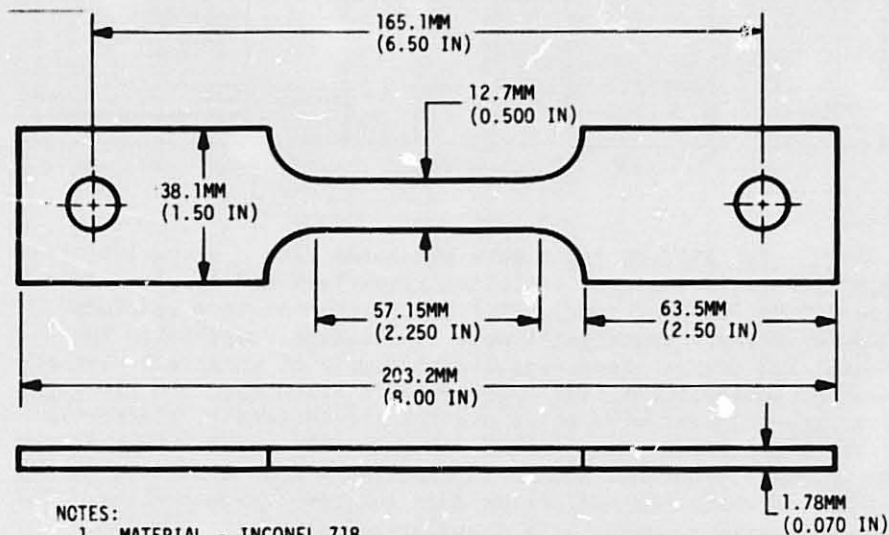 165.1MM
(6.50 IN)
12.7MM
(0.500 IN)
38.1MM
(1.50 IN)
57.15MM
(2.250 IN)
63.5MM
(2.50 IN)
203.2MM
(8.00 IN)
1.78MM
(0.070 IN)
NOTES:
1. MATERIAL - INCONEL 718